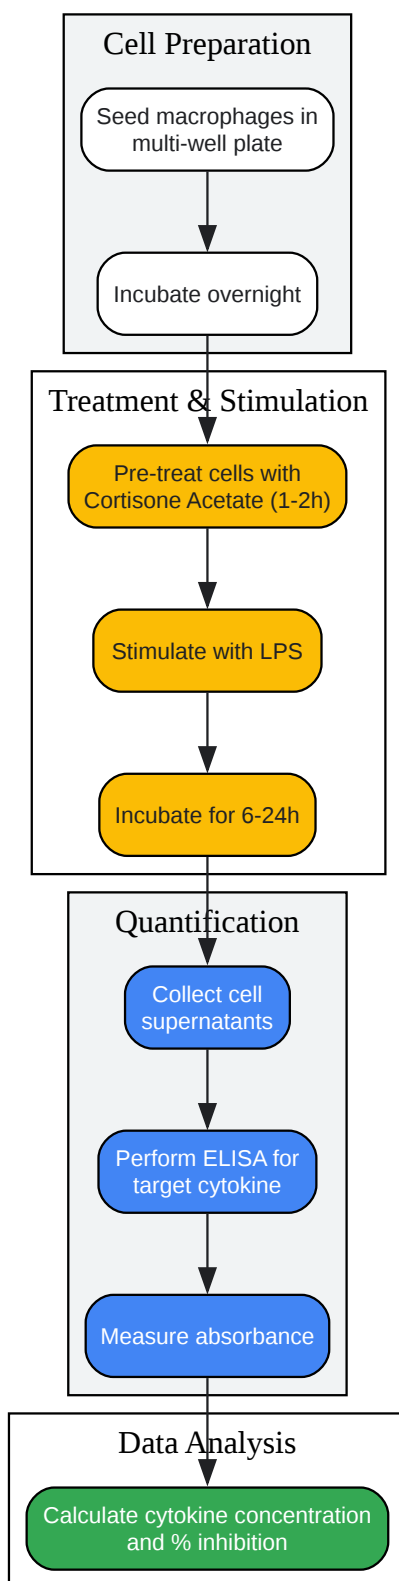 Cell Preparation
Seed macrophages in
multi-well plate
Incubate overnight
Treatment & Stimulation
Pre-treat cells with
Cortisone Acetate (1-2h)
Stimulate with LPS
Incubate for 6-24h
Quantification
Collect cell
supernatants
Perform ELISA for
target cytokine
Measure absorbance
Data Analysis
Calculate cytokine concentration
and % inhibition